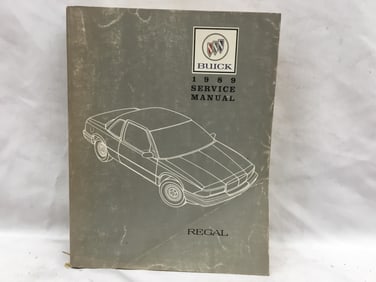 BUICK
1989
SERVICE
MANUAL
REGAL